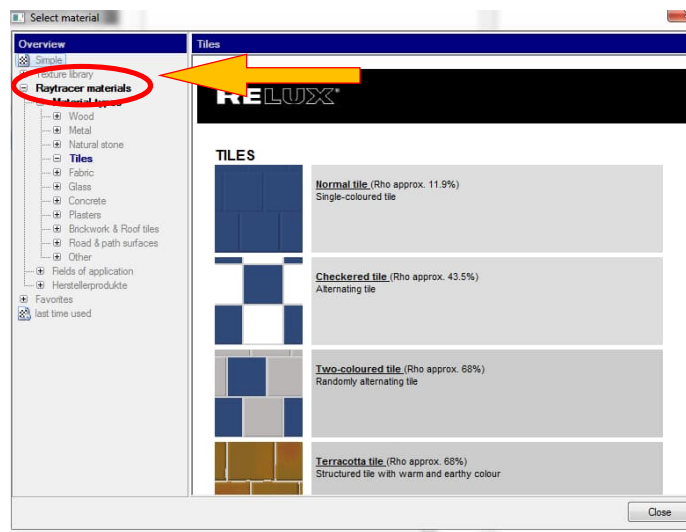 Select material
Overview
Tiles
Simple
Texture library
Raytracer materials
Material types
Wood
Metal
Natural stone
Tiles
Fabric
Glass
Concrete
Plasters
Brickwork & Roof tiles
Road & path surfaces
Other
Fields of application
Herstellerprodukte
Favorites
last time used
RELUX
TILES
Normal tile (Rho approx. 11.9%)
Single-coloured tile
Checkered tile (Rho approx. 43.5%)
Alternating tile
Two-coloured tile (Rho approx. 68%)
Randomly alternating tile
Terracotta tile (Rho approx. 68%)
Structured tile with warm and earthy colour
Close